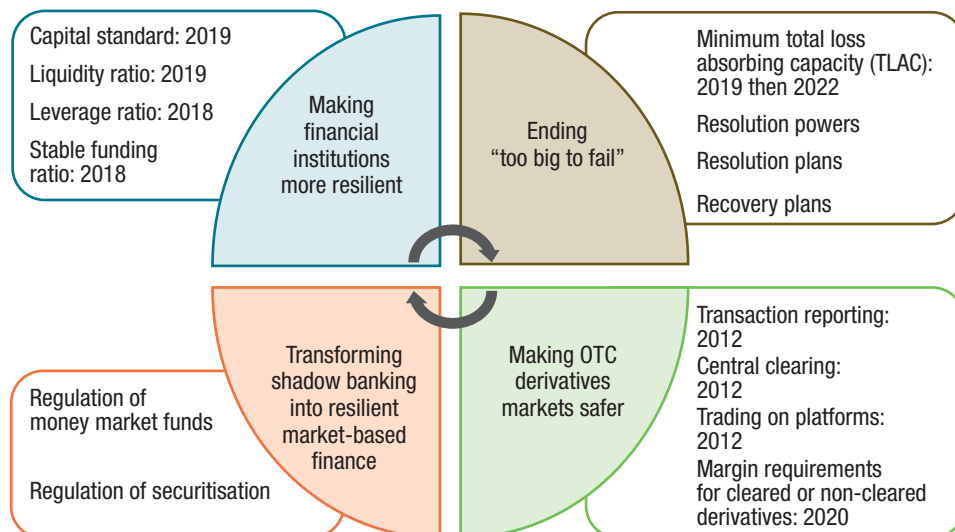 Capital standard: 2019
Liquidity ratio: 2019
Leverage ratio: 2018
Stable funding
ratio: 2018
Making
financial
institutions
more resilient
Ending
“too big to fail”
Minimum total loss
absorbing capacity (TLAC):
2019 then 2022
Resolution powers
Resolution plans
Recovery plans
Regulation of
money market funds
Regulation of securitisation
Transforming
shadow banking
into resilient
market-based
finance
Making OTC
derivatives
markets safer
Transaction reporting:
2012
Central clearing:
2012
Trading on platforms:
2012
Margin requirements
for cleared or non-cleared
derivatives: 2020